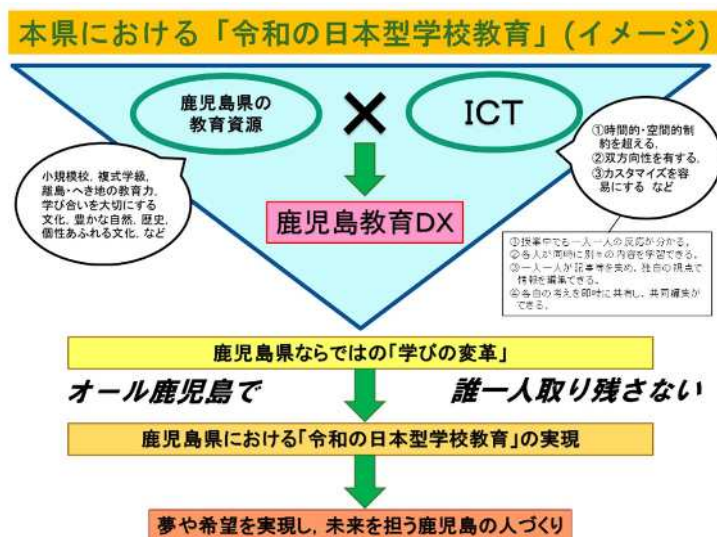 本県における「令和の日本型学校教育」(イメージ)
鹿児島県の
教育資源
×
ICT
小規模校，複式学級，
離島・へき地の教育力，
学び合いを大切にする
文化，豊かな自然，歴史，
個性あふれる文化，など
①時間的・空間的制
約を超える，
②双方向性を有する，
③カスタマイズを容
易にする など
鹿児島教育DX
①授業中でも一人一人の反応が分かる。
②各人が同時に別々の内容を学習できる。
③一人一人が記事等を集め，独自の視点で
情報を編集できる。
④各自の考えを即時に共有し，共同編集が
できる。
鹿児島県ならではの「学びの変革」
オール鹿児島で
誰一人取り残さない
鹿児島県における「令和の日本型学校教育」の実現
夢や希望を実現し，未来を担う鹿児島の人づくり